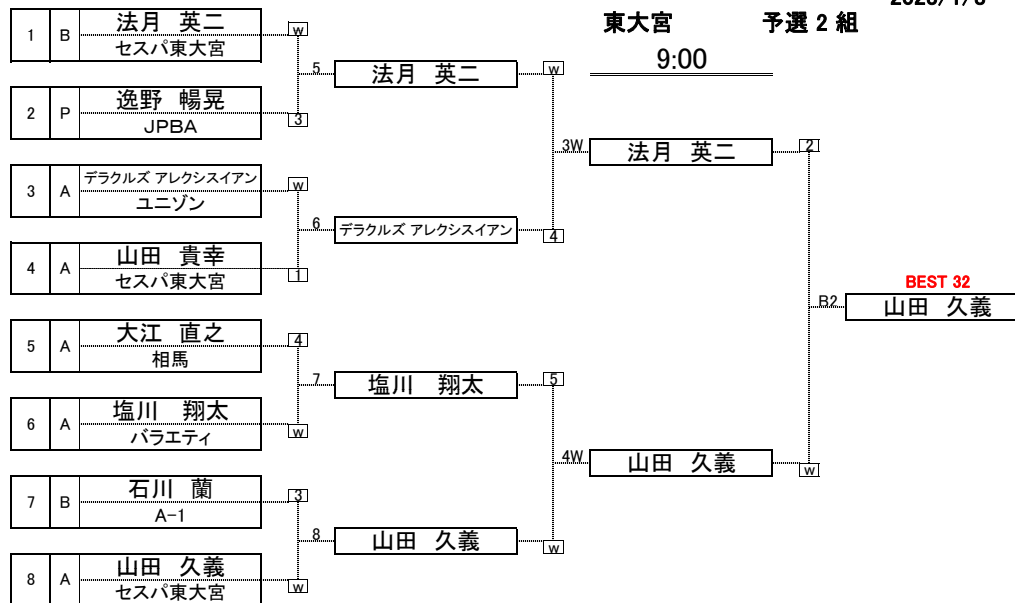 東大宮 予選 2 組
9:00
1 B 法月 英二 W
セスパ東大宮
5 法月 英二 W
2 P 逸野 暢晃 3
JPBA
3W 法月 英二 2
3 A デラクルズ アレクシスイアン W
ユニゾン
6 デラクルズ アレクシスイアン 4
4 A 山田 貴幸 1
セスパ東大宮
BEST 32
B2 山田 久義
5 A 大江 直之 4
相馬
7 塩川 翔太 5
6 A 塩川 翔太 W
バラエティ
4W 山田 久義 W
7 B 石川 蘭 3
A-1
8 山田 久義 W
8 A 山田 久義 W
セスパ東大宮